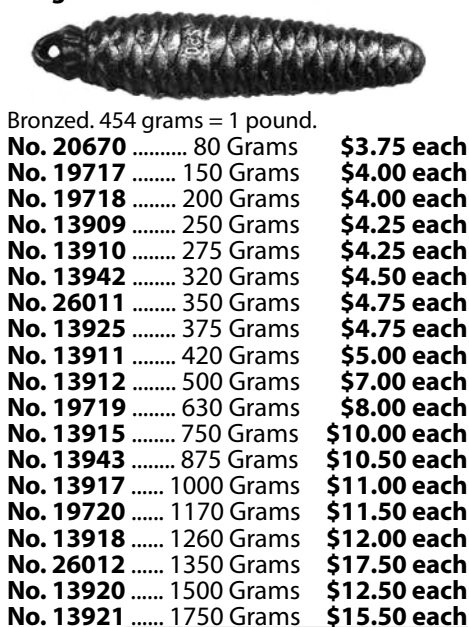 Bronzed. 454 grams = 1 pound.
No. 20670 .......... 80 Grams $3.75 each
No. 19717 ........ 150 Grams $4.00 each
No. 19718 ........ 200 Grams $4.00 each
No. 13909 ........ 250 Grams $4.25 each
No. 13910 ........ 275 Grams $4.25 each
No. 13942 ........ 320 Grams $4.50 each
No. 26011 ........ 350 Grams $4.75 each
No. 13925 ........ 375 Grams $4.75 each
No. 13911 ........ 420 Grams $5.00 each
No. 13912 ........ 500 Grams $7.00 each
No. 19719 ........ 630 Grams $8.00 each
No. 13915 ........ 750 Grams $10.00 each
No. 13943 ........ 875 Grams $10.50 each
No. 13917 ...... 1000 Grams $11.00 each
No. 19720 ...... 1170 Grams $11.50 each
No. 13918 ...... 1260 Grams $12.00 each
No. 26012 ...... 1350 Grams $17.50 each
No. 13920 ...... 1500 Grams $12.50 each
No. 13921 ...... 1750 Grams $15.50 each